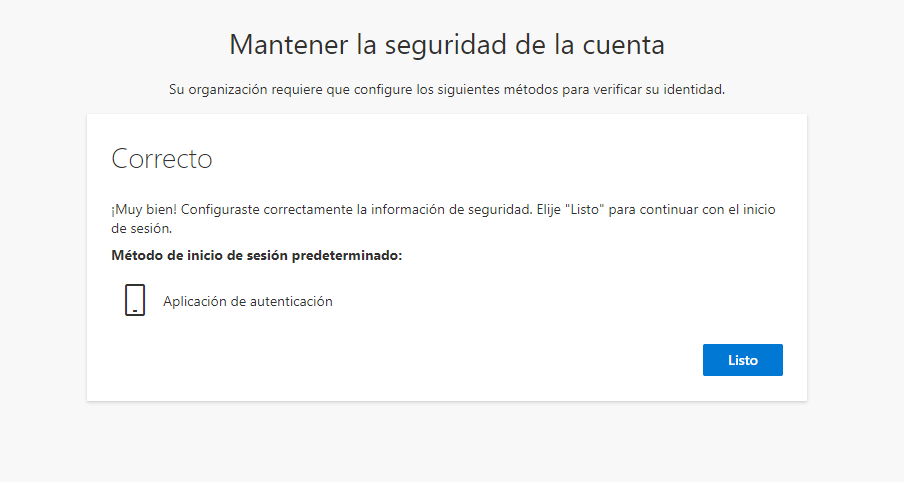 Mantener la seguridad de la cuenta
Su organización requiere que configure los siguientes métodos para verificar su identidad.
Correcto
¡Muy bien! Configuraste correctamente la información de seguridad. Elije "Listo" para continuar con el inicio
de sesión.
Método de inicio de sesión predeterminado:
Aplicación de autenticación
Listo